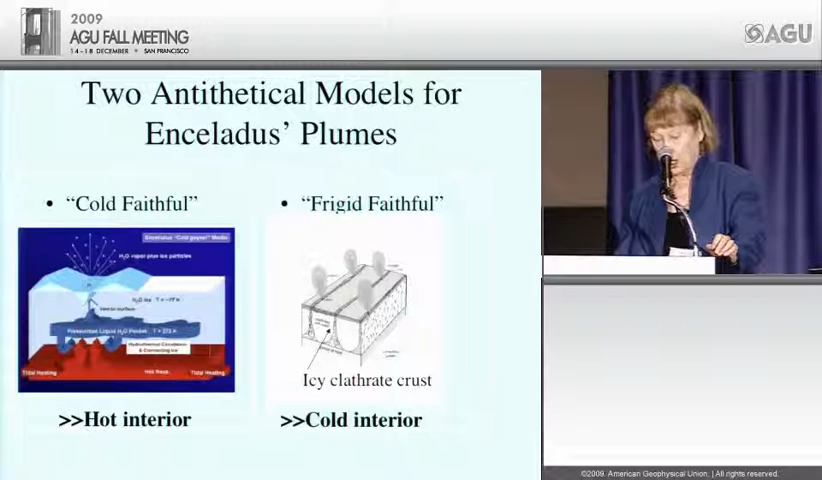 2009
AGU FALL MEETING
14-18 DECEMBER • SAN FRANCISCO
AGU
Two Antithetical Models for
Enceladus’ Plumes
• “Cold Faithful”
• “Frigid Faithful”
Enceladus "Cold Geyser" Model
H₂O vapor plus ice particles
H₂O Ice
Vent to surface
Pressurized Liquid H₂O Pocket T = 273 K
Hydrothermal Circulation
& Convecting Ice
Tidal Heating
Hot Rock
Tidal Heating
Icy clathrate crust
>>Hot interior
>>Cold interior
©2009. American Geophysical Union. | All rights reserved.